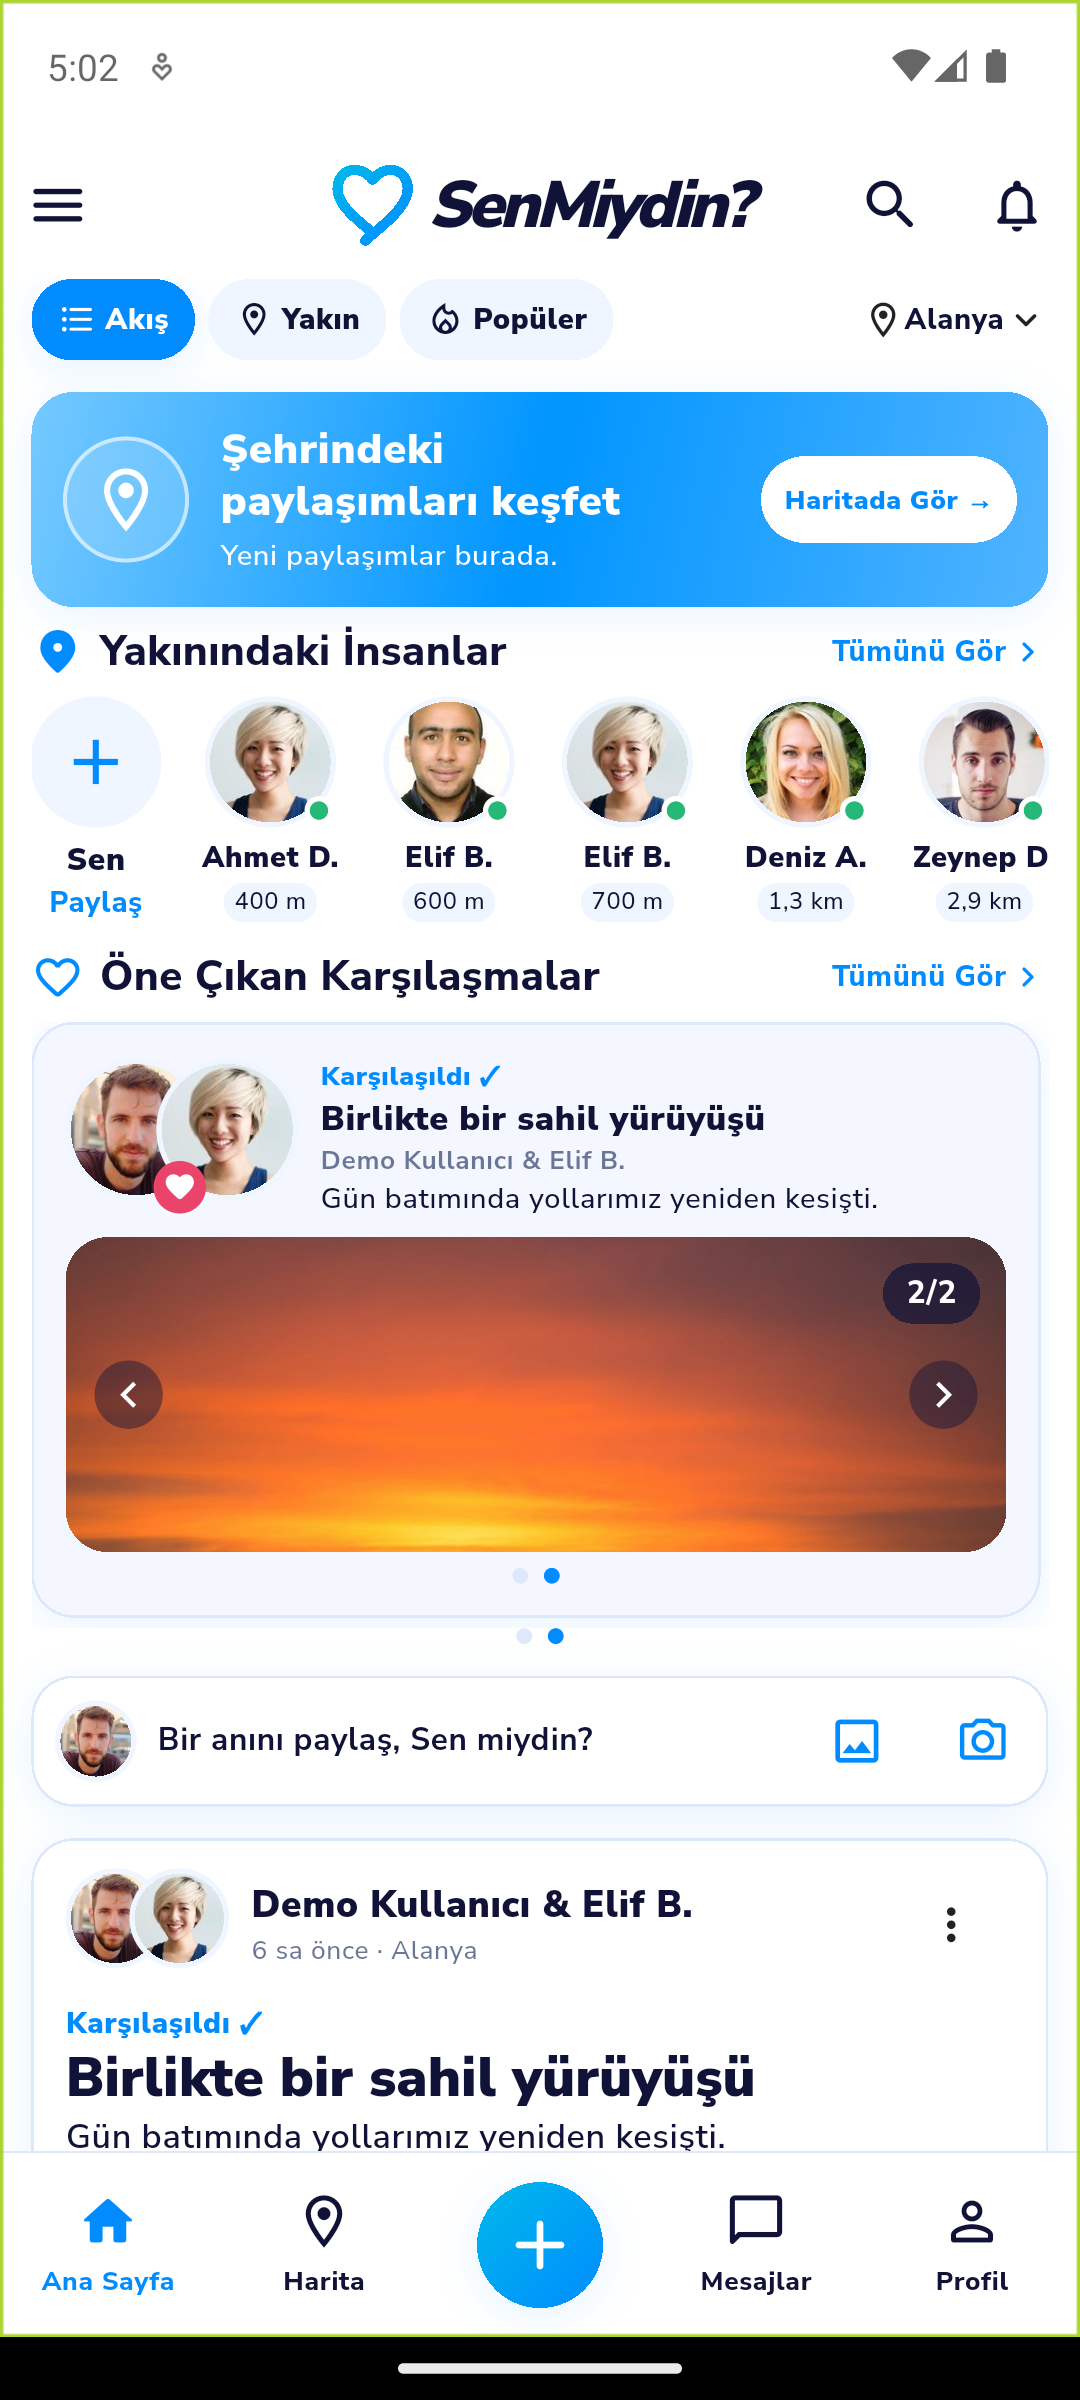 5:02
SenMiydin?
Akış
Yakın
Popüler
Alanya
Şehrindeki
paylaşımları keşfet
Yeni paylaşımlar burada.
Haritada Gör →
Yakınındaki İnsanlar
Tümünü Gör
Sen
Paylaş
Ahmet D.
400 m
Elif B.
600 m
Elif B.
700 m
Deniz A.
1,3 km
Zeynep D
2,9 km
Öne Çıkan Karşılaşmalar
Tümünü Gör
Karşılaşıldı ✓
Birlikte bir sahil yürüyüşü
Demo Kullanıcı & Elif B.
Gün batımında yollarımız yeniden kesişti.
2/2
Bir anını paylaş, Sen miydin?
Demo Kullanıcı & Elif B.
6 sa önce · Alanya
Karşılaşıldı ✓
Birlikte bir sahil yürüyüşü
Gün batımında yollarımız yeniden kesişti.
Ana Sayfa
Harita
Mesajlar
Profil